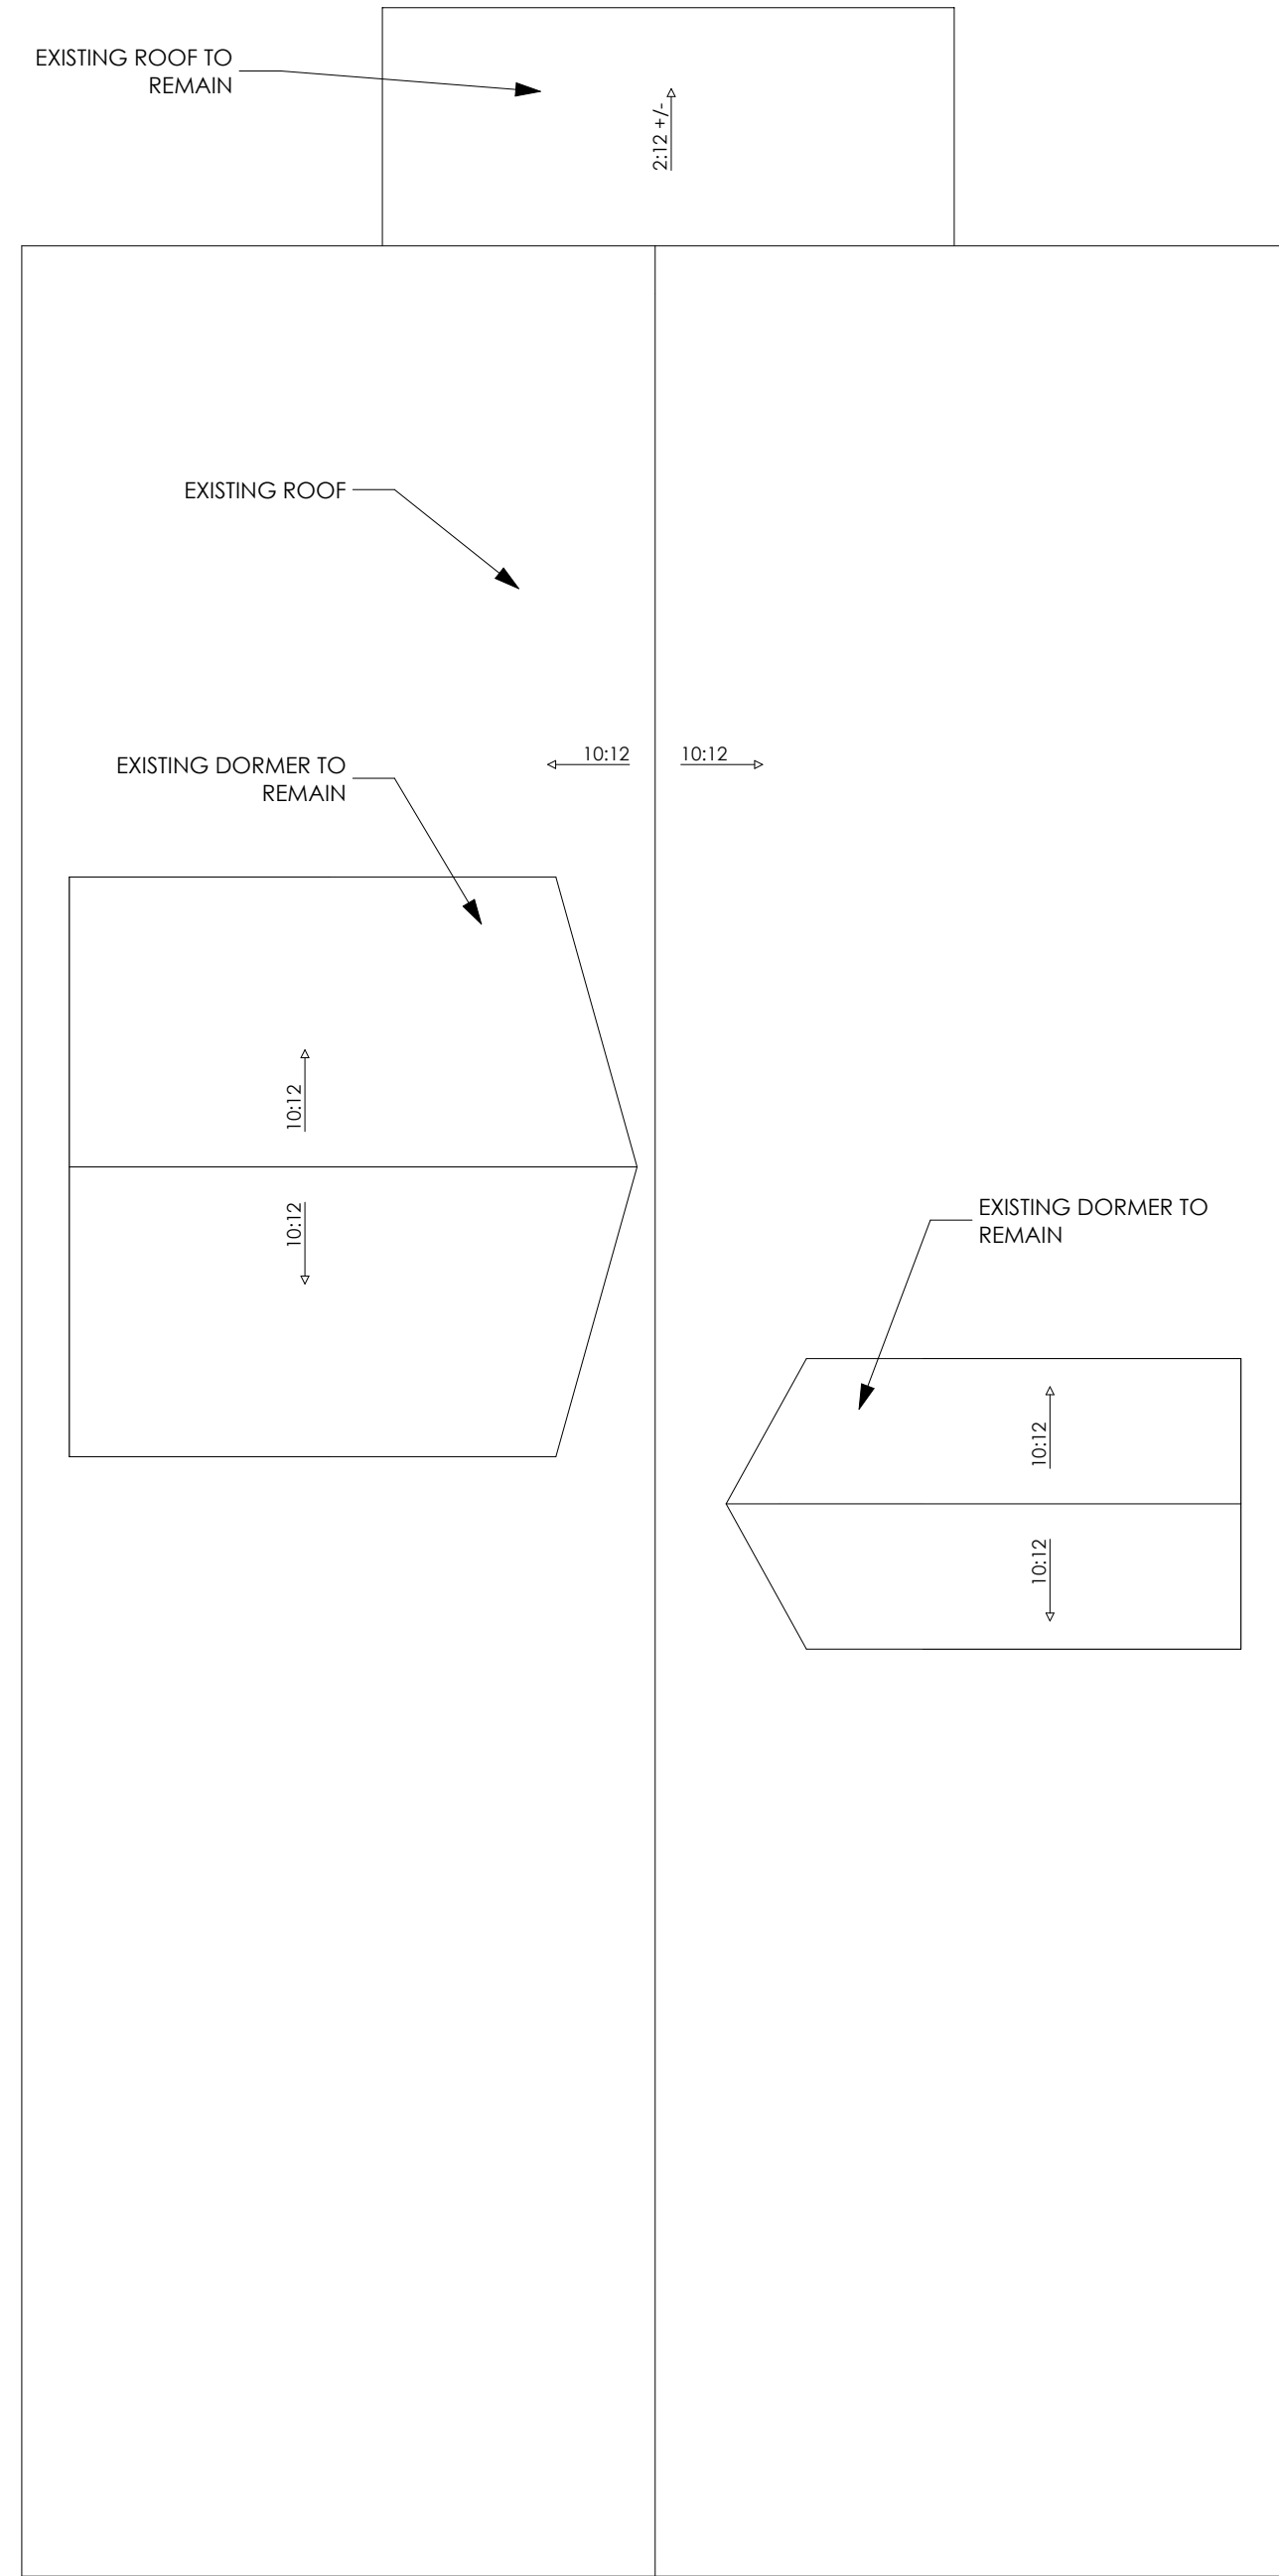 EXISTING ROOF TO
REMAIN
2:12 +/-
EXISTING ROOF
10:12
10:12
EXISTING DORMER TO
REMAIN
10:12
10:12
EXISTING DORMER TO
REMAIN
10:12
10:12